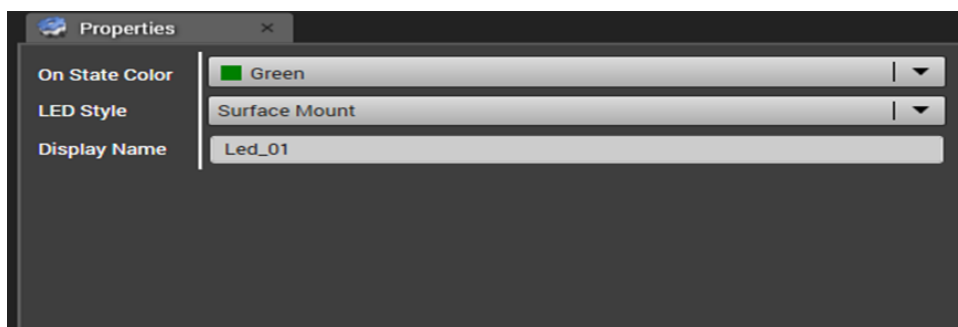 Properties ×
On State Color Green
LED Style Surface Mount
Display Name Led_01